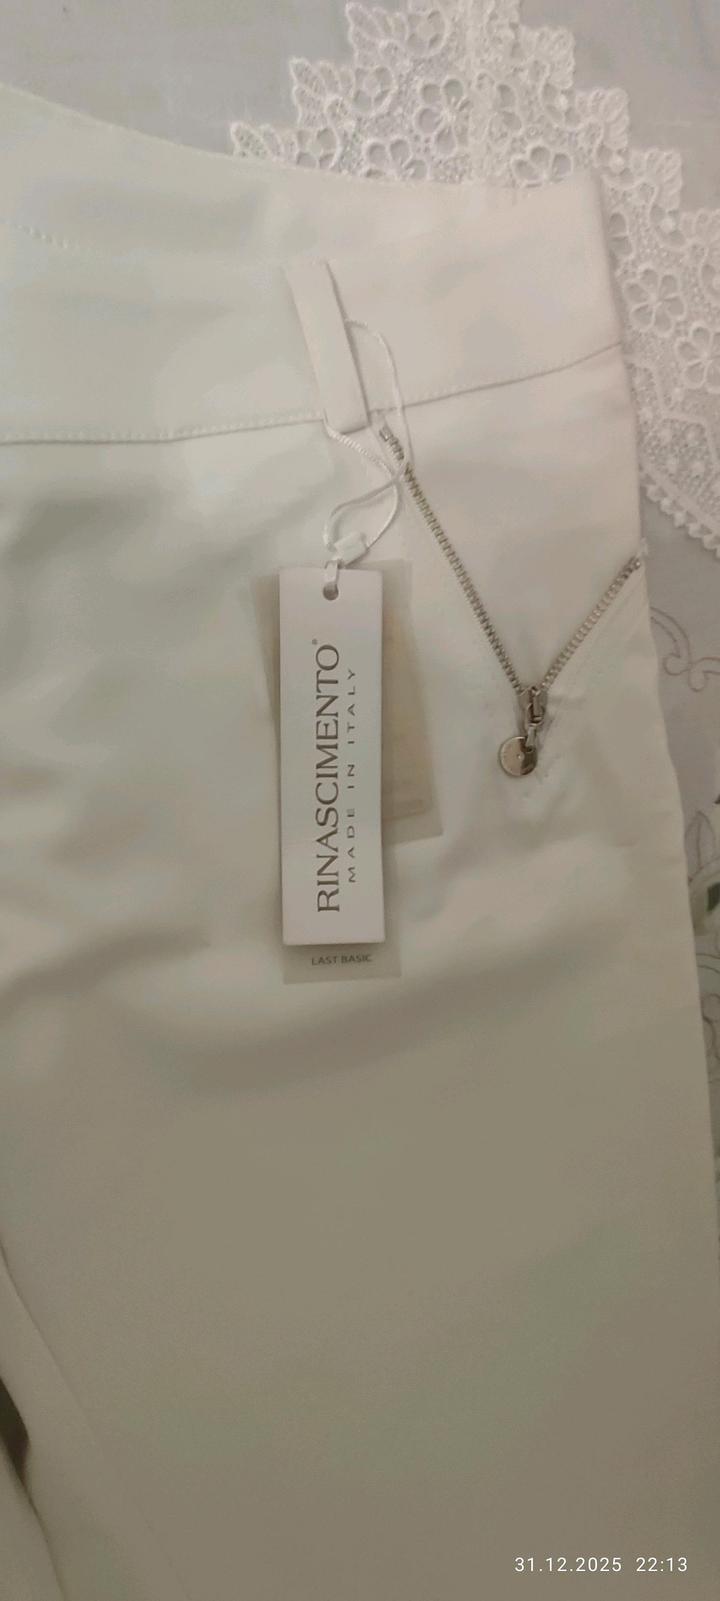 RINASCIMENTO®
MADE IN ITALY
LAST BASIC
31.12.2025 22:13